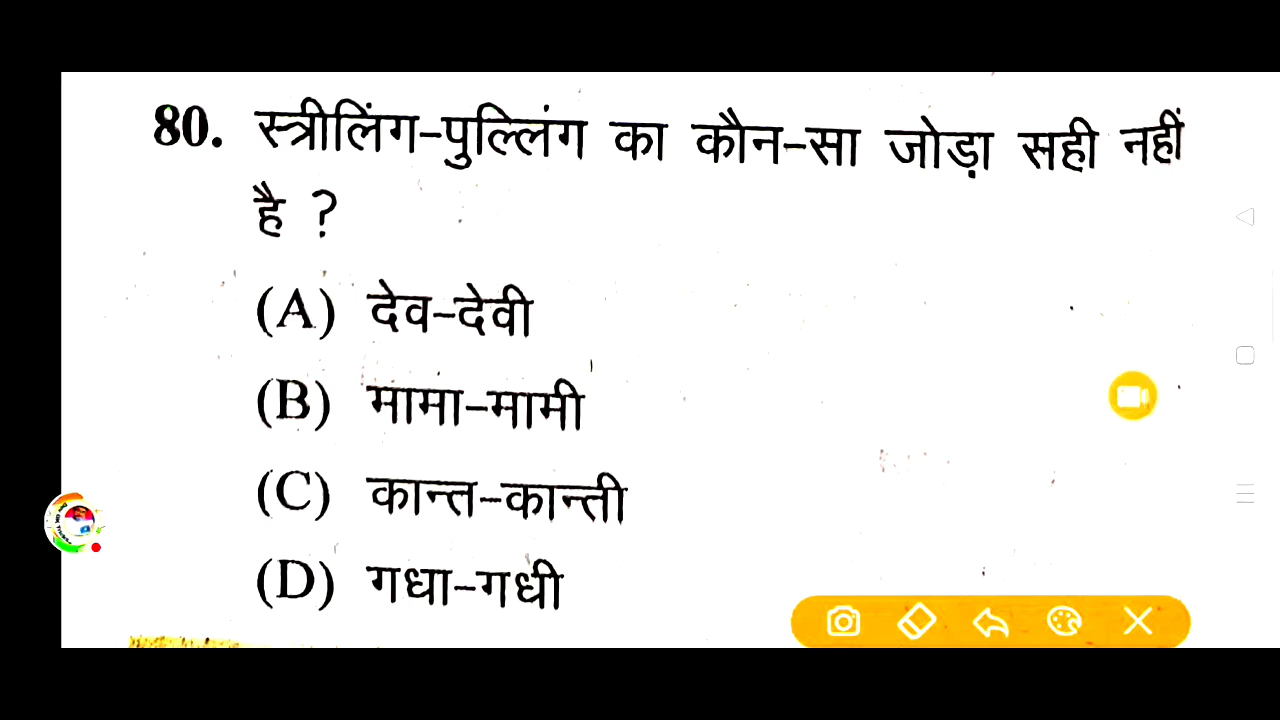 80. स्त्रीलिंग-पुल्लिंग का कौन-सा जोड़ा सही नहीं
है ?
(A) देव-देवी
(B) मामा-मामी
(C) कान्त-कान्ती
(D) गधा-गधी